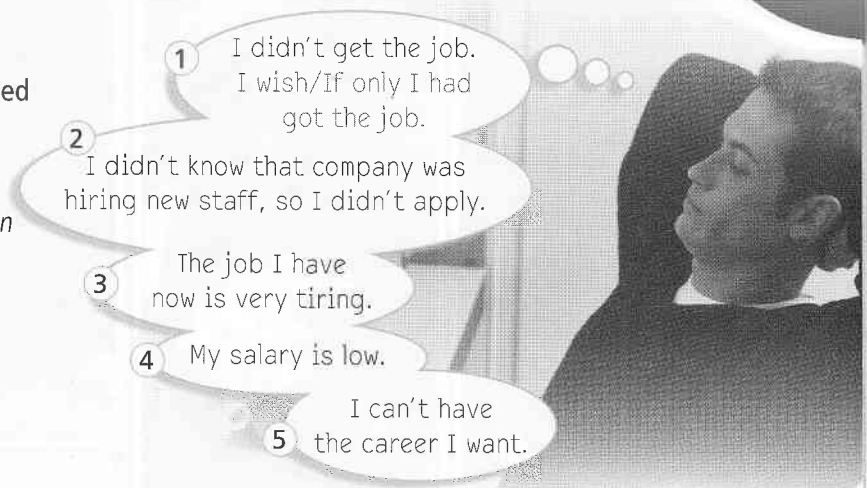 ed
n
1
I didn't get the job.
I wish/If only I had
got the job.
2
I didn't know that company was
hiring new staff, so I didn't apply.
3
The job I have
now is very tiring.
4
My salary is low.
5
I can't have
the career I want.